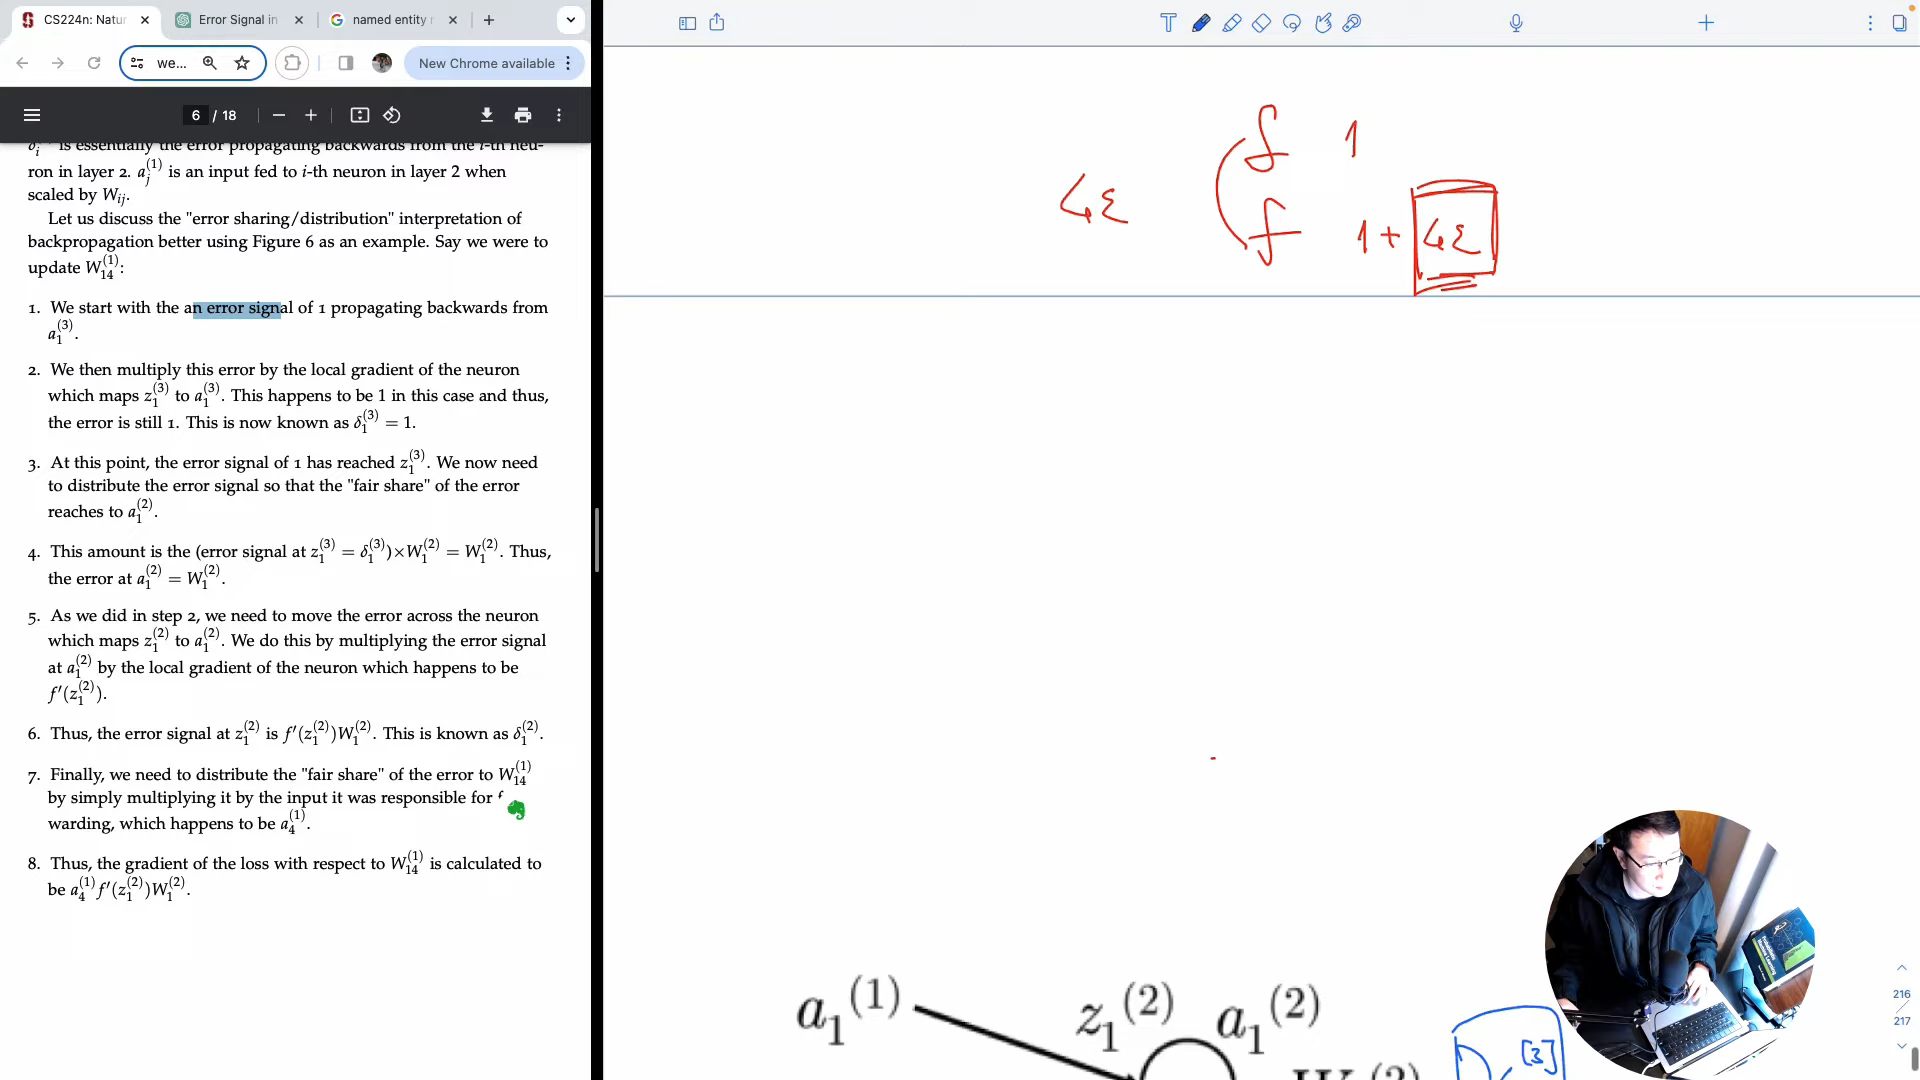 CS224n: Natur
Error Signal in
named entity r
we...
New Chrome available
6 / 18
is essentially the error propagating backwards from the i-th neu-
ron in layer 2. a_j^(1) is an input fed to i-th neuron in layer 2 when
scaled by W_ij.
Let us discuss the "error sharing/distribution" interpretation of
backpropagation better using Figure 6 as an example. Say we were to
update W_14^(1):
1. We start with the an error signal of 1 propagating backwards from
a_1^(3).
2. We then multiply this error by the local gradient of the neuron
which maps z_1^(3) to a_1^(3). This happens to be 1 in this case and thus,
the error is still 1. This is now known as δ_1^(3) = 1.
3. At this point, the error signal of 1 has reached z_1^(3). We now need
to distribute the error signal so that the "fair share" of the error
reaches to a_1^(2).
4. This amount is the (error signal at z_1^(3) = δ_1^(3))×W_1^(2) = W_1^(2). Thus,
the error at a_1^(2) = W_1^(2).
5. As we did in step 2, we need to move the error across the neuron
which maps z_1^(2) to a_1^(2). We do this by multiplying the error signal
at a_1^(2) by the local gradient of the neuron which happens to be
f′(z_1^(2)).
6. Thus, the error signal at z_1^(2) is f′(z_1^(2))W_1^(2). This is known as δ_1^(2).
7. Finally, we need to distribute the "fair share" of the error to W_14^(1)
by simply multiplying it by the input it was responsible for
warding, which happens to be a_4^(1).
8. Thus, the gradient of the loss with respect to W_14^(1) is calculated to
be a_4^(1) f′(z_1^(2))W_1^(2).
f 1
4ε
f 1 + 4ε
a_1^(1) z_1^(2) a_1^(2)
[3]
216
217